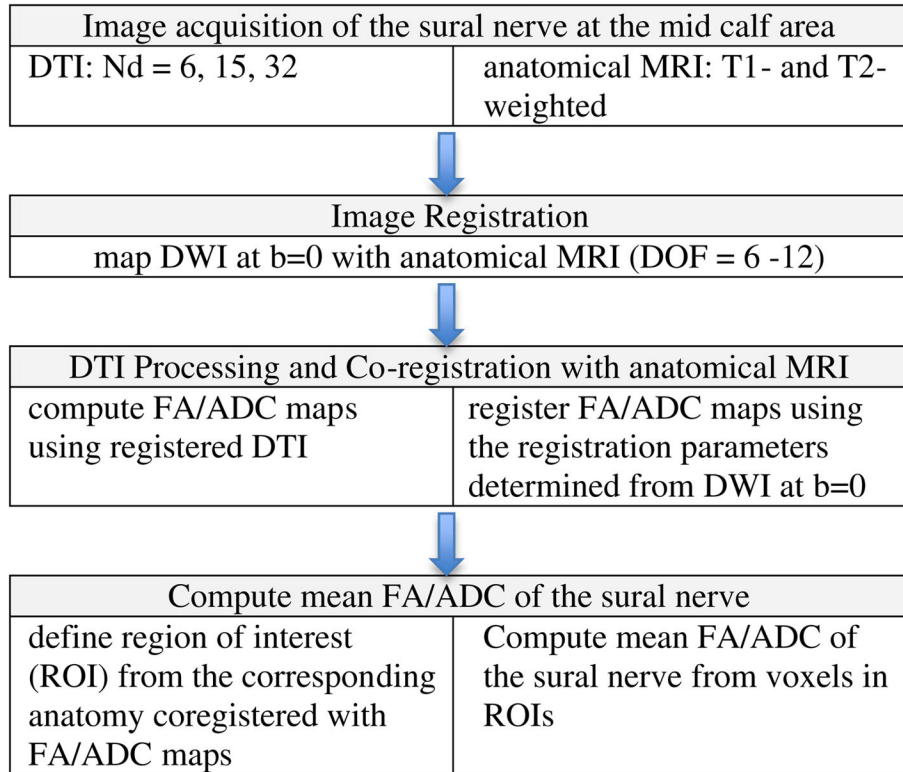 Image acquisition of the sural nerve at the mid calf area
DTI: Nd = 6, 15, 32
anatomical MRI: T1- and T2-
weighted
Image Registration
map DWI at b=0 with anatomical MRI (DOF = 6 -12)
DTI Processing and Co-registration with anatomical MRI
compute FA/ADC maps
using registered DTI
register FA/ADC maps using
the registration parameters
determined from DWI at b=0
Compute mean FA/ADC of the sural nerve
define region of interest
(ROI) from the corresponding
anatomy coregistered with
FA/ADC maps
Compute mean FA/ADC of
the sural nerve from voxels in
ROIs